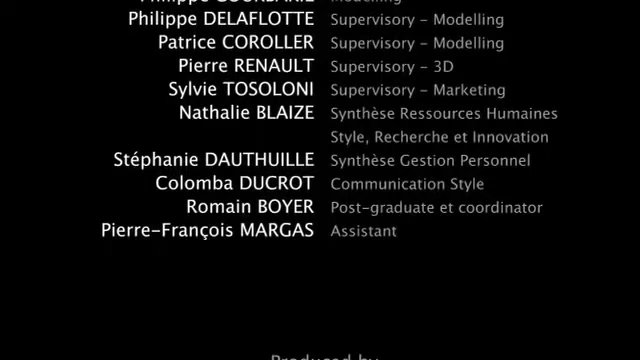 Philippe DELAFLOTTE Supervisory - Modelling
Patrice COROLLER Supervisory - Modelling
Pierre RENAULT Supervisory - 3D
Sylvie TOSOLONI Supervisory - Marketing
Nathalie BLAIZE Synthèse Ressources Humaines
Style, Recherche et Innovation
Stéphanie DAUTHUILLE Synthèse Gestion Personnel
Colomba DUCROT Communication Style
Romain BOYER Post-graduate et coordinator
Pierre-François MARGAS Assistant
Produced by